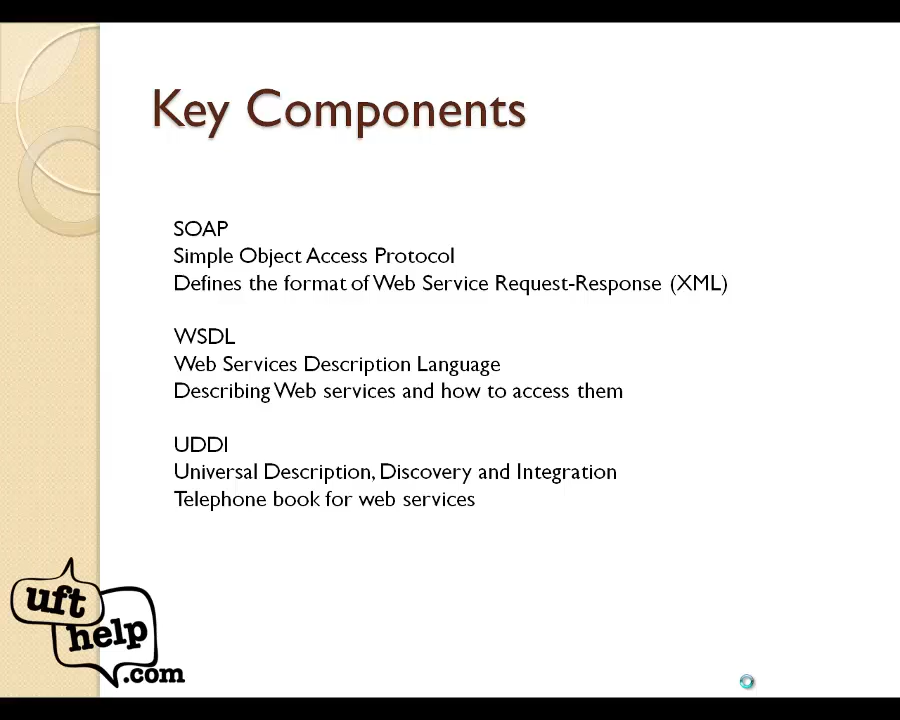 Key Components
SOAP
Simple Object Access Protocol
Defines the format of Web Service Request-Response (XML)
WSDL
Web Services Description Language
Describing Web services and how to access them
UDDI
Universal Description, Discovery and Integration
Telephone book for web services
uft
help
.com